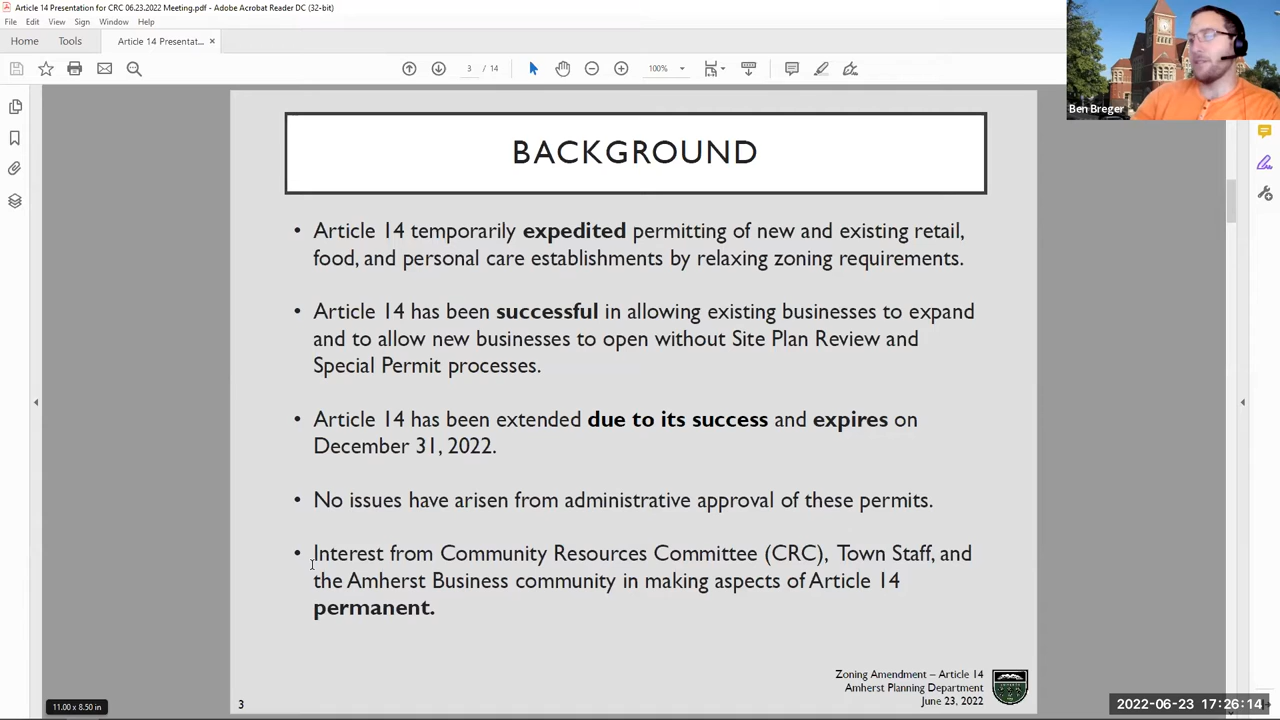 Article 14 Presentation for CRC 06.23.2022 Meeting.pdf - Adobe Acrobat Reader DC (32-bit)
File Edit View Sign Window Help
Home Tools Article 14 Presentat... ×
/ 14 100%
Ben Breger
BACKGROUND
• Article 14 temporarily expedited permitting of new and existing retail,
food, and personal care establishments by relaxing zoning requirements.
• Article 14 has been successful in allowing existing businesses to expand
and to allow new businesses to open without Site Plan Review and
Special Permit processes.
• Article 14 has been extended due to its success and expires on
December 31, 2022.
• No issues have arisen from administrative approval of these permits.
• Interest from Community Resources Committee (CRC), Town Staff, and
the Amherst Business community in making aspects of Article 14
permanent.
Zoning Amendment – Article 14
Amherst Planning Department
June 23, 2022
3
11.00 x 8.50 in
2022-06-23 17:26:14